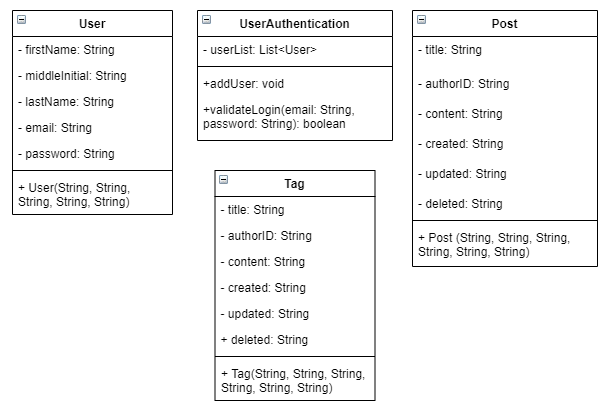 User
- firstName: String
- middleInitial: String
- lastName: String
- email: String
- password: String
+ User(String, String,
String, String, String)
UserAuthentication
- userList: List<User>
+addUser: void
+validateLogin(email: String,
password: String): boolean
Post
- title: String
- authorID: String
- content: String
- created: String
- updated: String
- deleted: String
+ Post (String, String, String,
String, String, String)
Tag
- title: String
- authorID: String
- content: String
- created: String
- updated: String
+ deleted: String
+ Tag(String, String, String,
String, String, String)